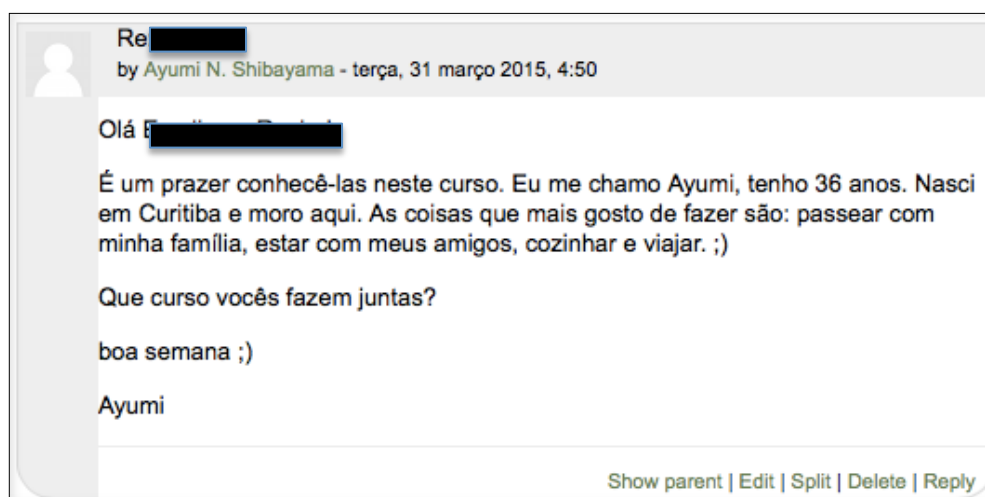 Re
by Ayumi N. Shibayama - terça, 31 março 2015, 4:50
Olá
É um prazer conhecê-las neste curso. Eu me chamo Ayumi, tenho 36 anos. Nasci
em Curitiba e moro aqui. As coisas que mais gosto de fazer são: passear com
minha família, estar com meus amigos, cozinhar e viajar. ;)
Que curso vocês fazem juntas?
boa semana ;)
Ayumi
Show parent | Edit | Split | Delete | Reply